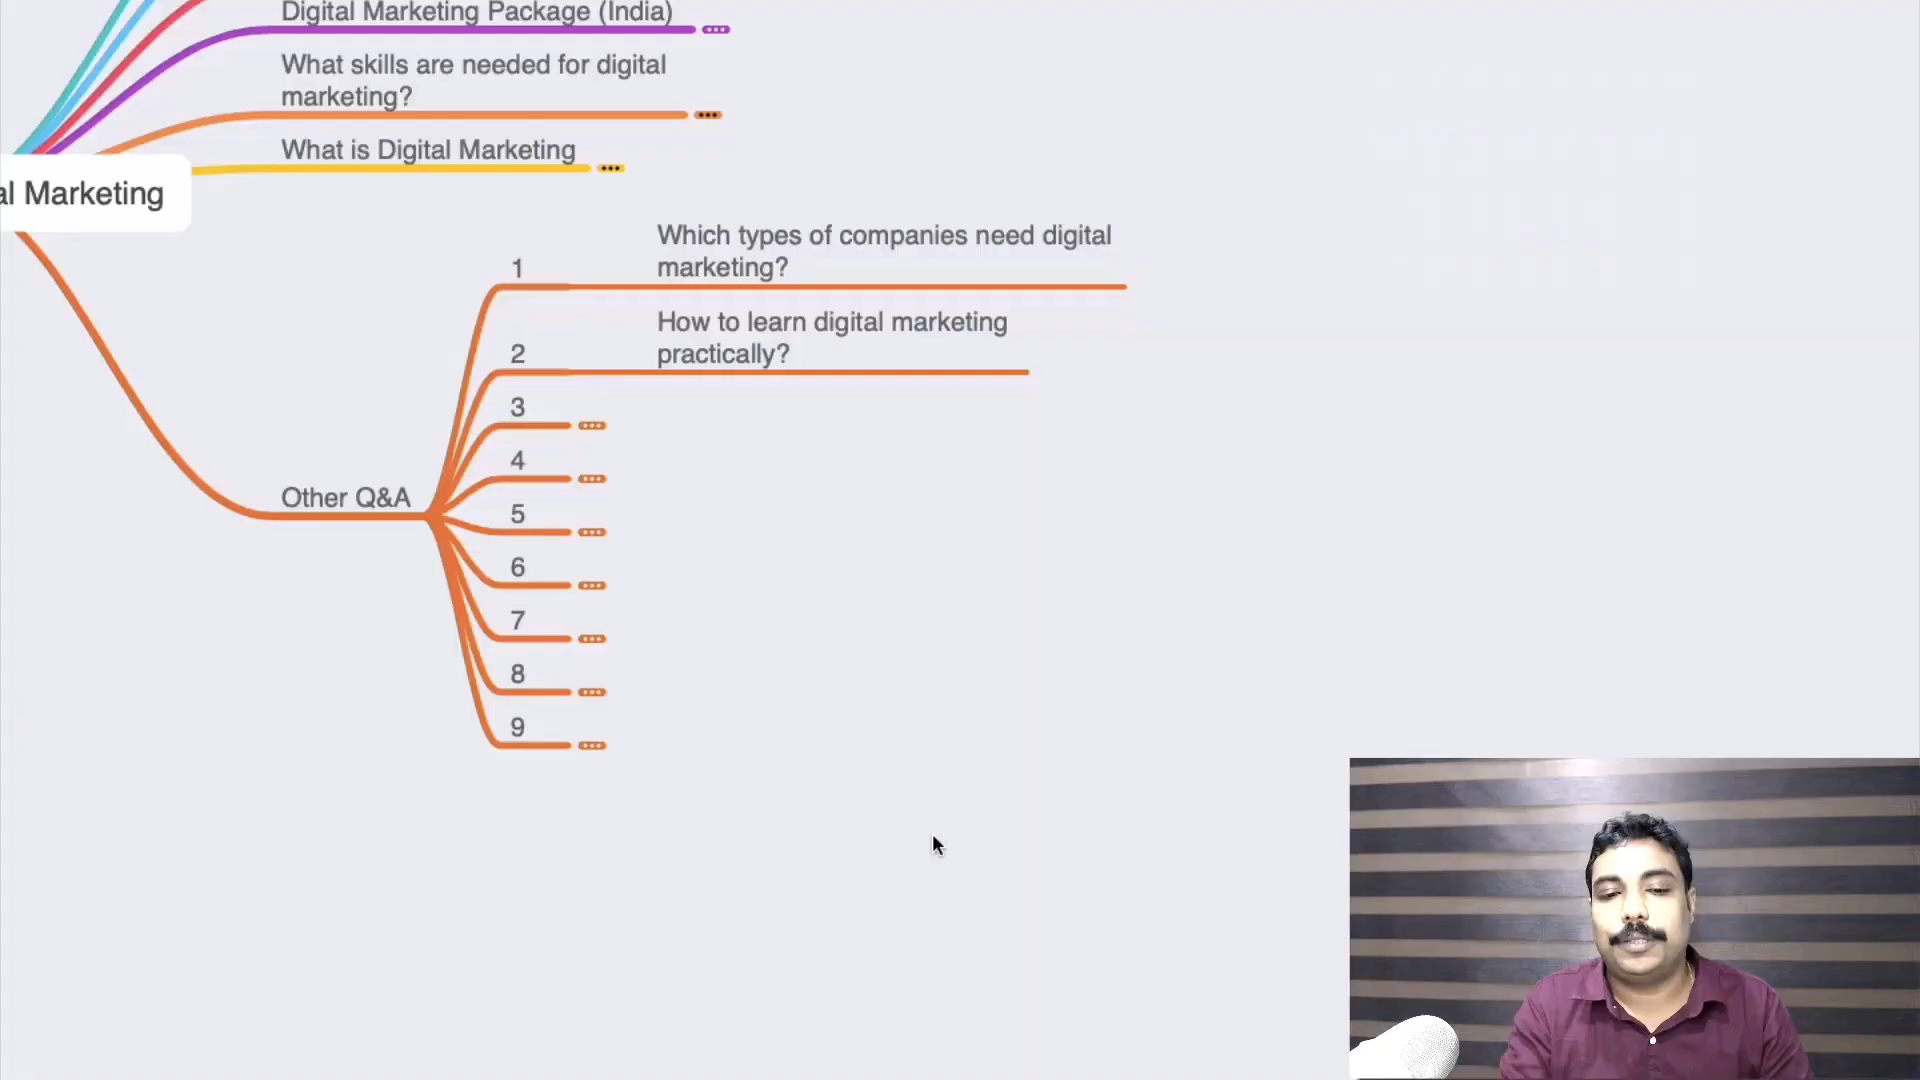 Digital Marketing Package (India)
What skills are needed for digital
marketing?
What is Digital Marketing
al Marketing
Which types of companies need digital
marketing?
1
How to learn digital marketing
practically?
2
3
4
Other Q&A
5
6
7
8
9